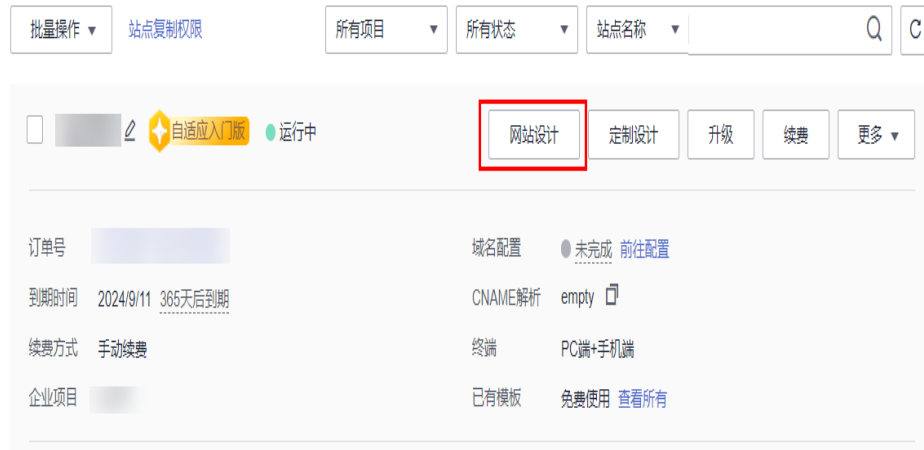 批量操作 站点复制权限 所有项目 所有状态 站点名称
自适应入门版 运行中 网站设计 定制设计 升级 续费 更多
订单号 域名配置 未完成 前往配置
到期时间 2024/9/11 365天后到期 CNAME解析 empty
续费方式 手动续费 终端 PC端+手机端
企业项目 已有模板 免费使用 查看所有